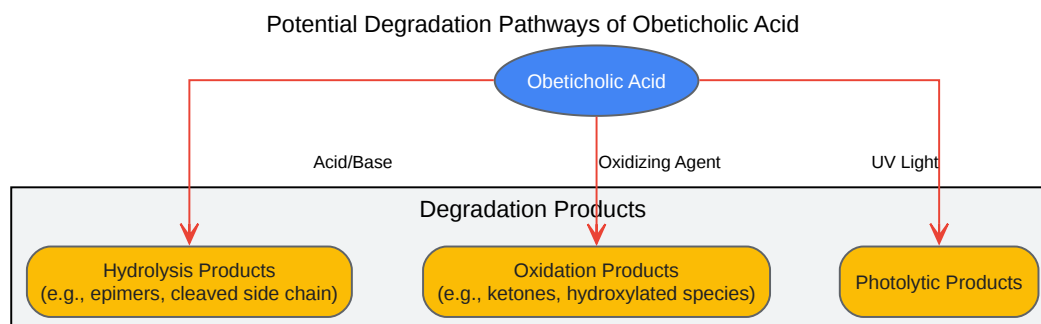 Potential Degradation Pathways of Obeticholic Acid
Obeticholic Acid
Acid/Base
Oxidizing Agent
UV Light
Degradation Products
Hydrolysis Products
(e.g., epimers, cleaved side chain)
Oxidation Products
(e.g., ketones, hydroxylated species)
Photolytic Products